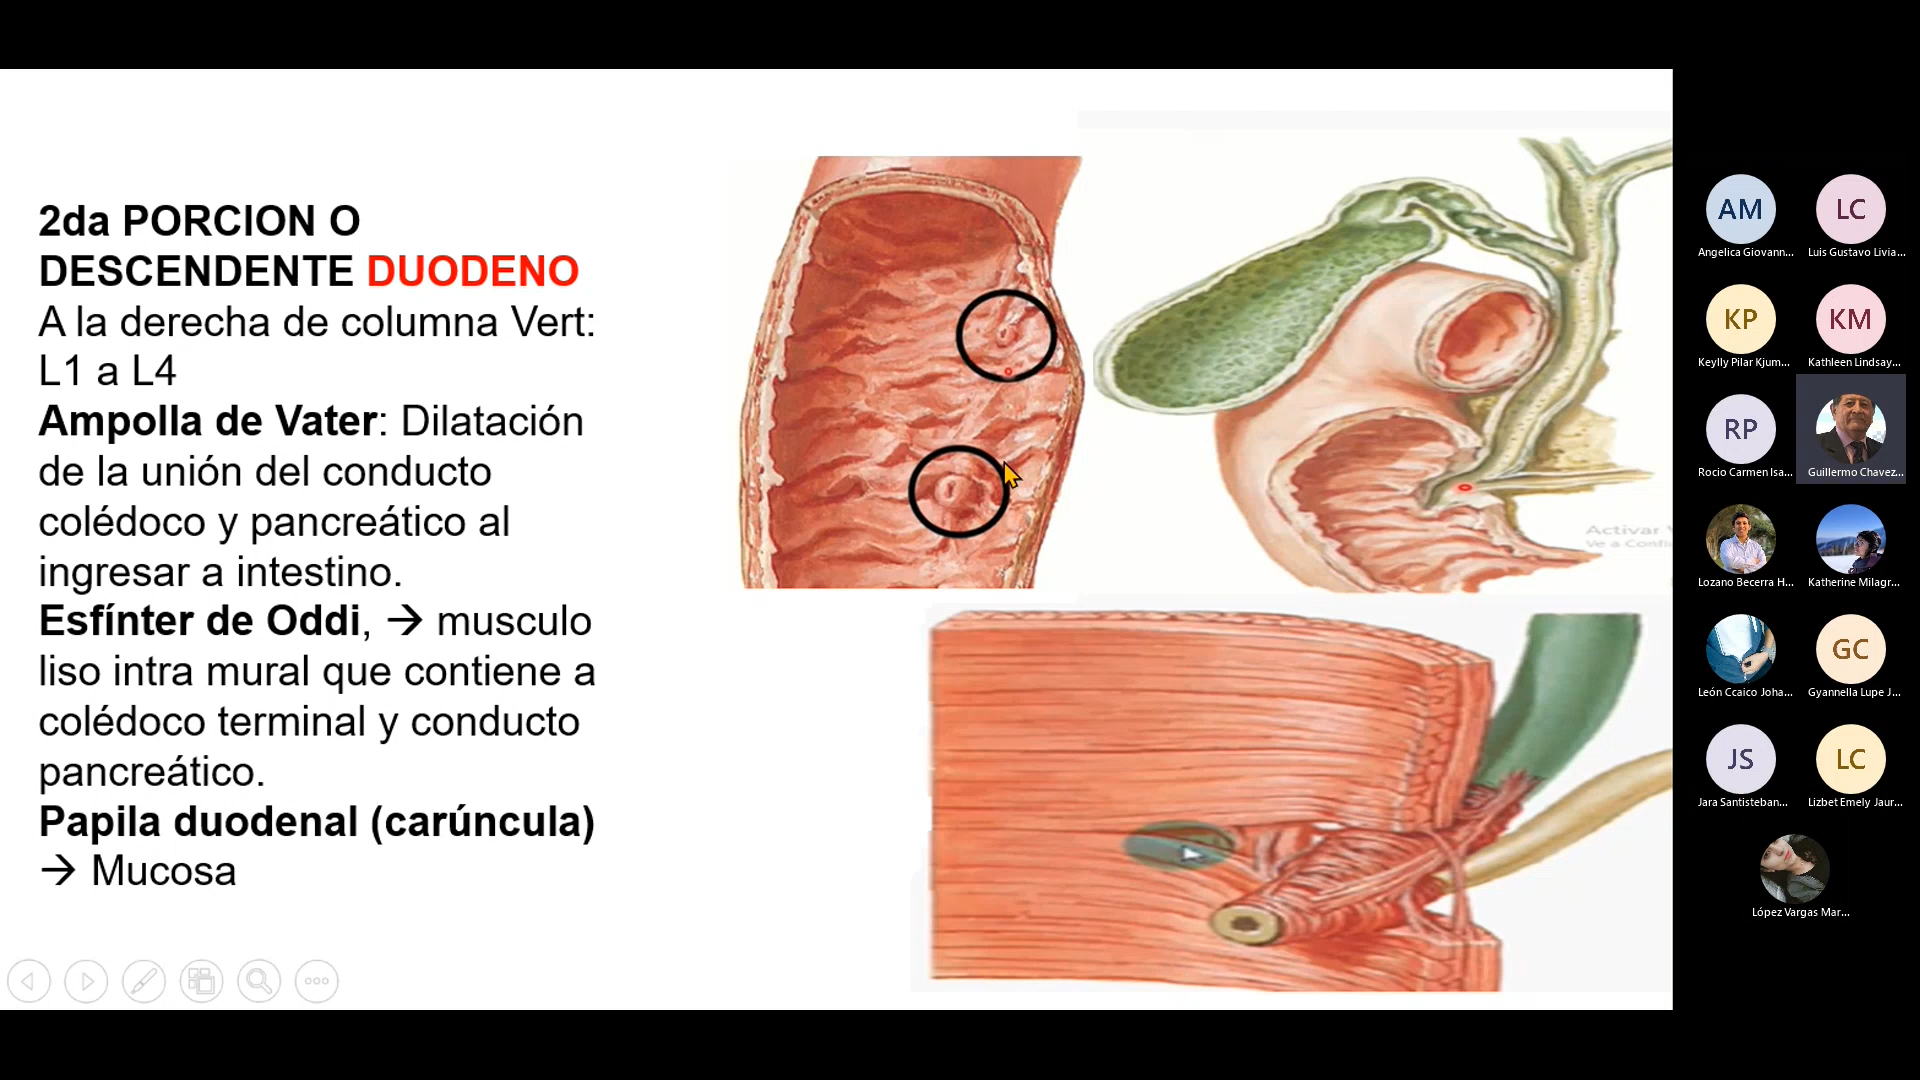 2da PORCION O
DESCENDENTE DUODENO
A la derecha de columna Vert:
L1 a L4
Ampolla de Vater: Dilatación
de la unión del conducto
colédoco y pancreático al
ingresar a intestino.
Esfínter de Oddi, → musculo
liso intra mural que contiene a
colédoco terminal y conducto
pancreático.
Papila duodenal (carúncula)
→ Mucosa
Activar
Ve a Confi
AM
LC
Angelica Giovann...
Luis Gustavo Livia...
KP
KM
Keylly Pilar Kjum...
Kathleen Lindsay...
RP
Rocio Carmen Isa...
Guillermo Chavez...
Lozano Becerra H...
Katherine Milagr...
GC
León Ccaico Joha...
Gyannella Lupe J...
JS
LC
Jara Santisteban...
Lizbet Emely Jaur...
López Vargas Mar...